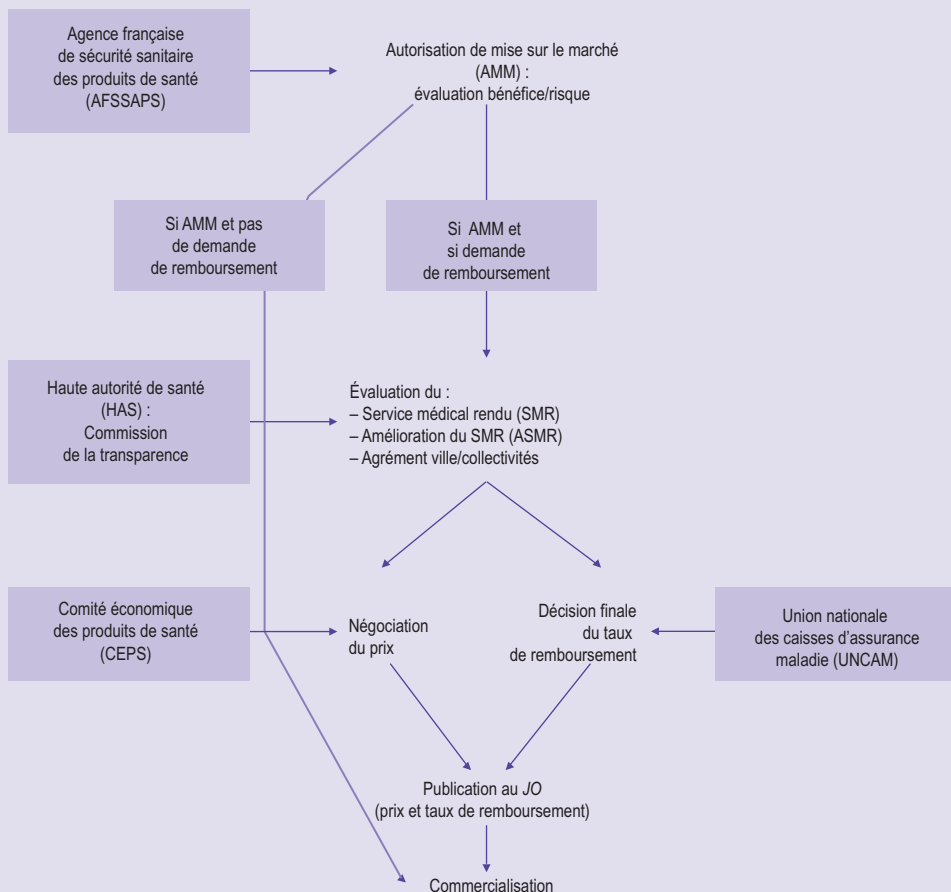 Agence française
de sécurité sanitaire
des produits de santé
(AFSSAPS)
Autorisation de mise sur le marché
(AMM) :
évaluation bénéfice/risque
Si AMM et pas
de demande
de remboursement
Si AMM et
si demande
de remboursement
Haute autorité de santé
(HAS) :
Commission
de la transparence
Évaluation du :
– Service médical rendu (SMR)
– Amélioration du SMR (ASMR)
– Agrément ville/collectivités
Comité économique
des produits de santé
(CEPS)
Négociation
du prix
Décision finale
du taux
de remboursement
Union nationale
des caisses d’assurance
maladie (UNCAM)
Publication au JO
(prix et taux de remboursement)
Commercialisation